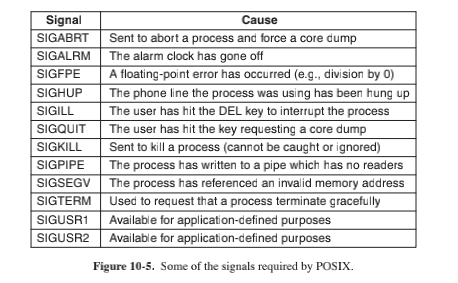 Signal Cause
SIGABRT Sent to abort a process and force a core dump
SIGALRM The alarm clock has gone off
SIGFPE A floating-point error has occurred (e.g., division by 0)
SIGHUP The phone line the process was using has been hung up
SIGILL The user has hit the DEL key to interrupt the process
SIGQUIT The user has hit the key requesting a core dump
SIGKILL Sent to kill a process (cannot be caught or ignored)
SIGPIPE The process has written to a pipe which has no readers
SIGSEGV The process has referenced an invalid memory address
SIGTERM Used to request that a process terminate gracefully
SIGUSR1 Available for application-defined purposes
SIGUSR2 Available for application-defined purposes
Figure 10-5. Some of the signals required by POSIX.